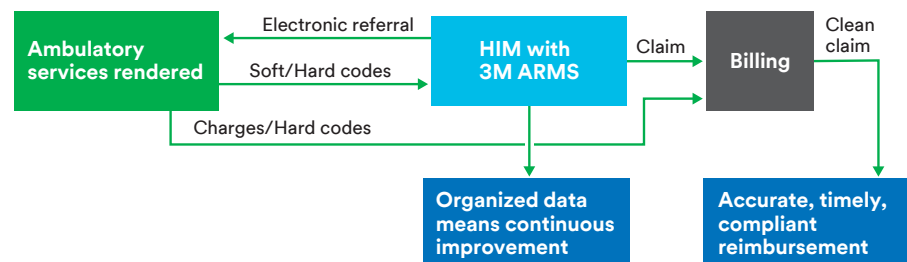 Ambulatory
services rendered
Electronic referral
Soft/Hard codes
Charges/Hard codes
HIM with
3M ARMS
Claim
Billing
Clean
claim
Organized data
means continuous
improvement
Accurate, timely,
compliant
reimbursement